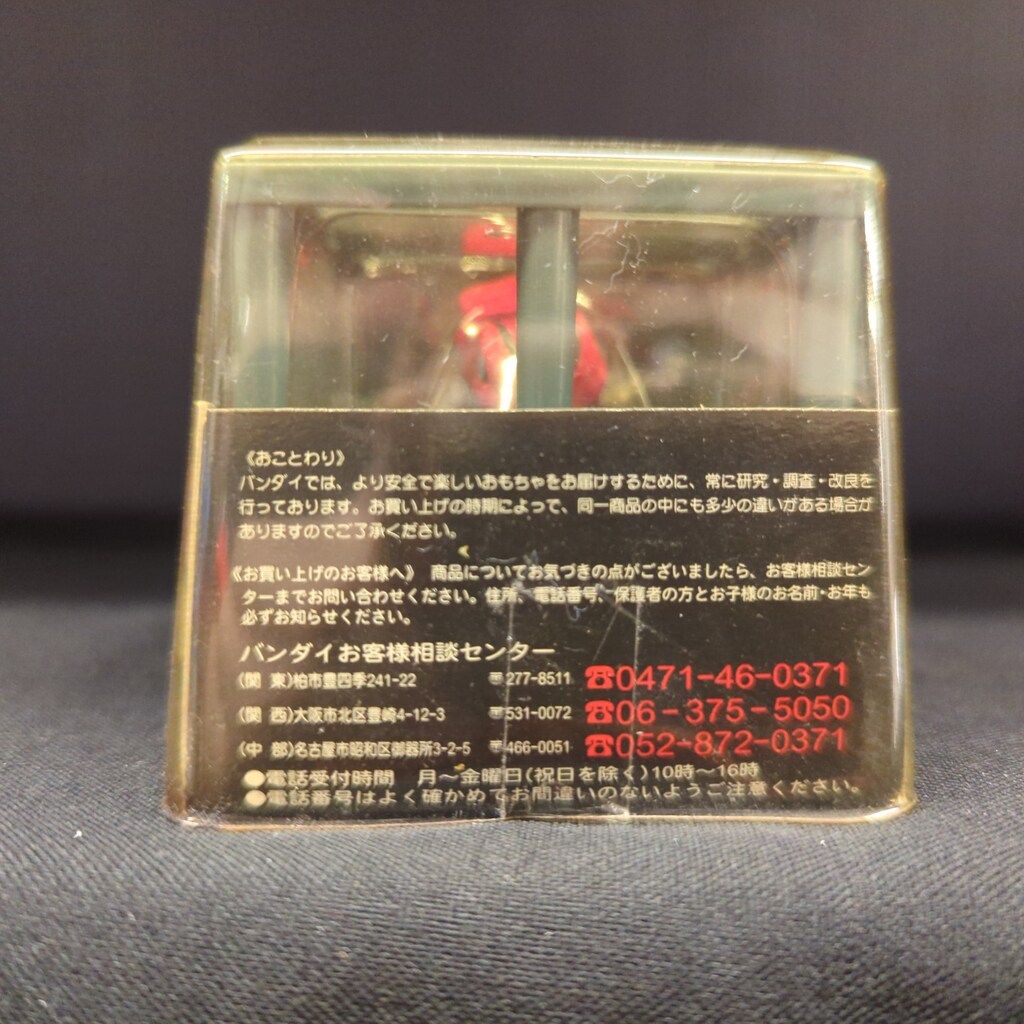 《おことわり》
バンダイでは、より安全で楽しいおもちゃをお届けするために、常に研究・調査・改良を
行っております。お買い上げの時期によって、同一商品の中にも多少の違いがある場合が
ありますのでご了承ください。
《お買い上げのお客様へ》 商品についてお気づきの点がございましたら、お客様相談セン
ターまでお問い合わせください。住所、電話番号、保護者の方とお子様のお名前・お年も
必ずお知らせください。
バンダイお客様相談センター
(関 東)柏市豊四季241-22 〒277-8511 ☎0471-46-0371
(関 西)大阪市北区豊崎4-12-3 〒531-0072 ☎06-375-5050
(中 部)名古屋市昭和区御器所3-2-5 〒466-0051 ☎052-872-0371
●電話受付時間 月〜金曜日(祝日を除く)10時〜16時
●電話番号はよく確かめてお間違いのないようご注意ください。